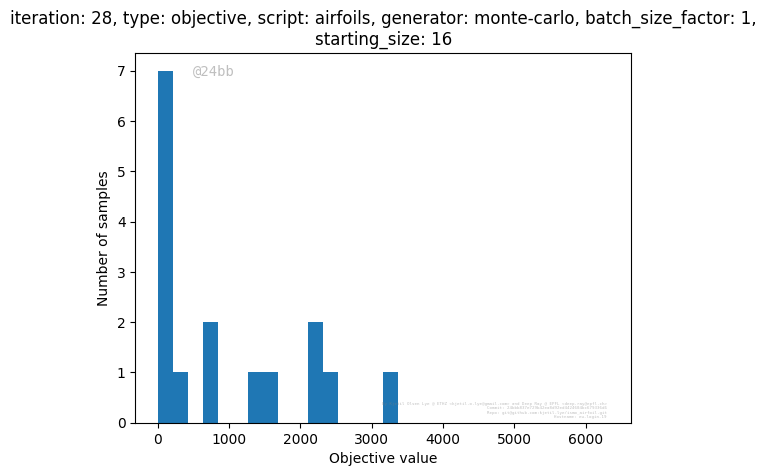 iteration: 28, type: objective, script: airfoils, generator: monte-carlo, batch_size_factor: 1,
starting_size: 16
@24bb
7
6
5
4
3
2
1
0
Number of samples
0 1000 2000 3000 4000 5000 6000
Objective value